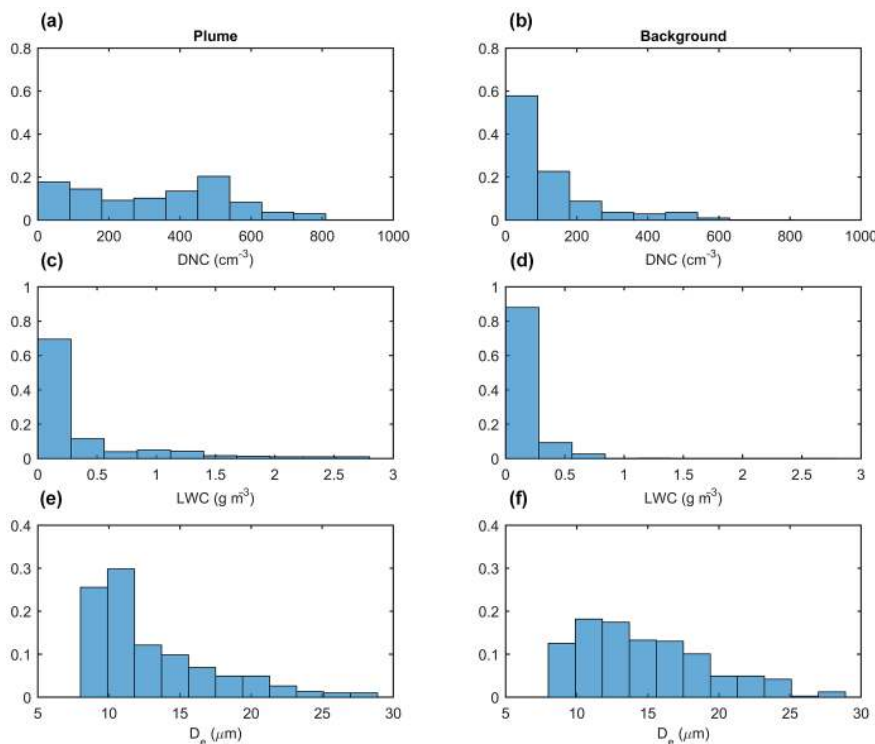 (a)
Plume
0.8
0.6
0.4
0.2
0
0 200 400 600 800 1000
DNC (cm⁻³)
(b)
Background
0.8
0.6
0.4
0.2
0
0 200 400 600 800 1000
DNC (cm⁻³)
(c)
1
0.8
0.6
0.4
0.2
0
0 0.5 1 1.5 2 2.5 3
LWC (g m⁻³)
(d)
1
0.8
0.6
0.4
0.2
0
0 0.5 1 1.5 2 2.5 3
LWC (g m⁻³)
(e)
0.4
0.3
0.2
0.1
0
5 10 15 20 25 30
Dₑ (μm)
(f)
0.4
0.3
0.2
0.1
0
5 10 15 20 25 30
Dₑ (μm)